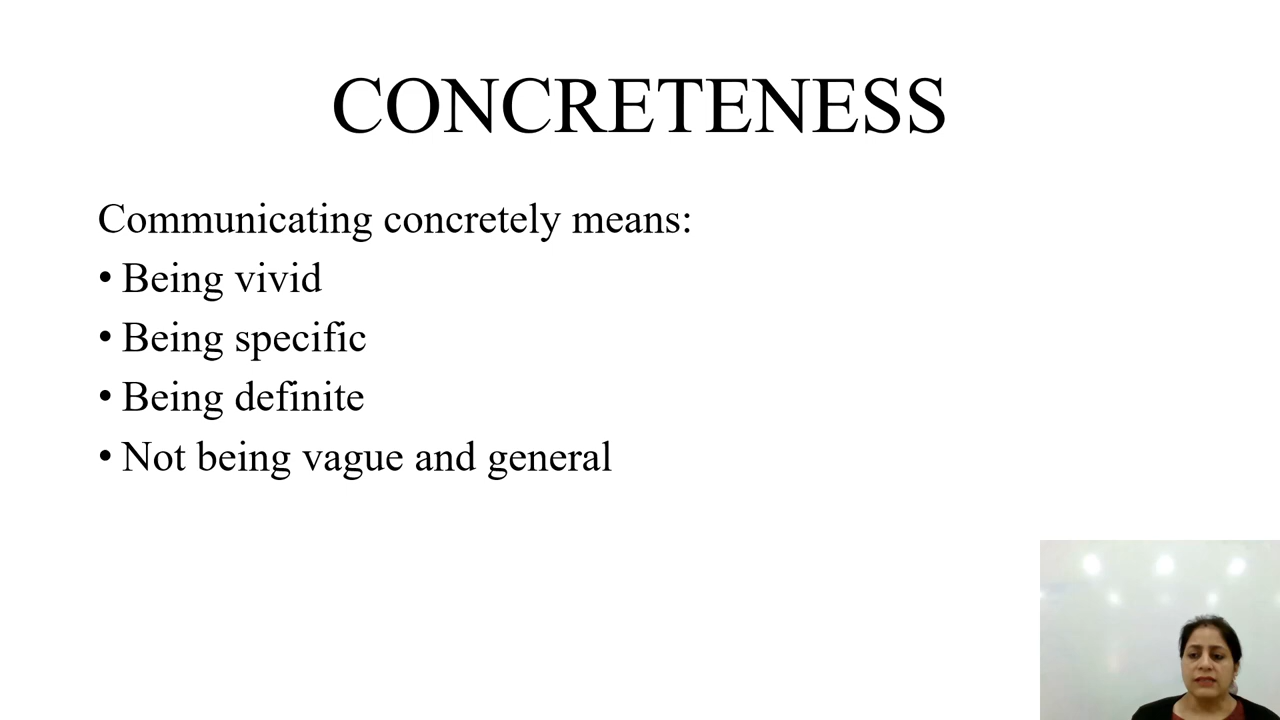 CONCRETENESS
Communicating concretely means:
• Being vivid
• Being specific
• Being definite
• Not being vague and general